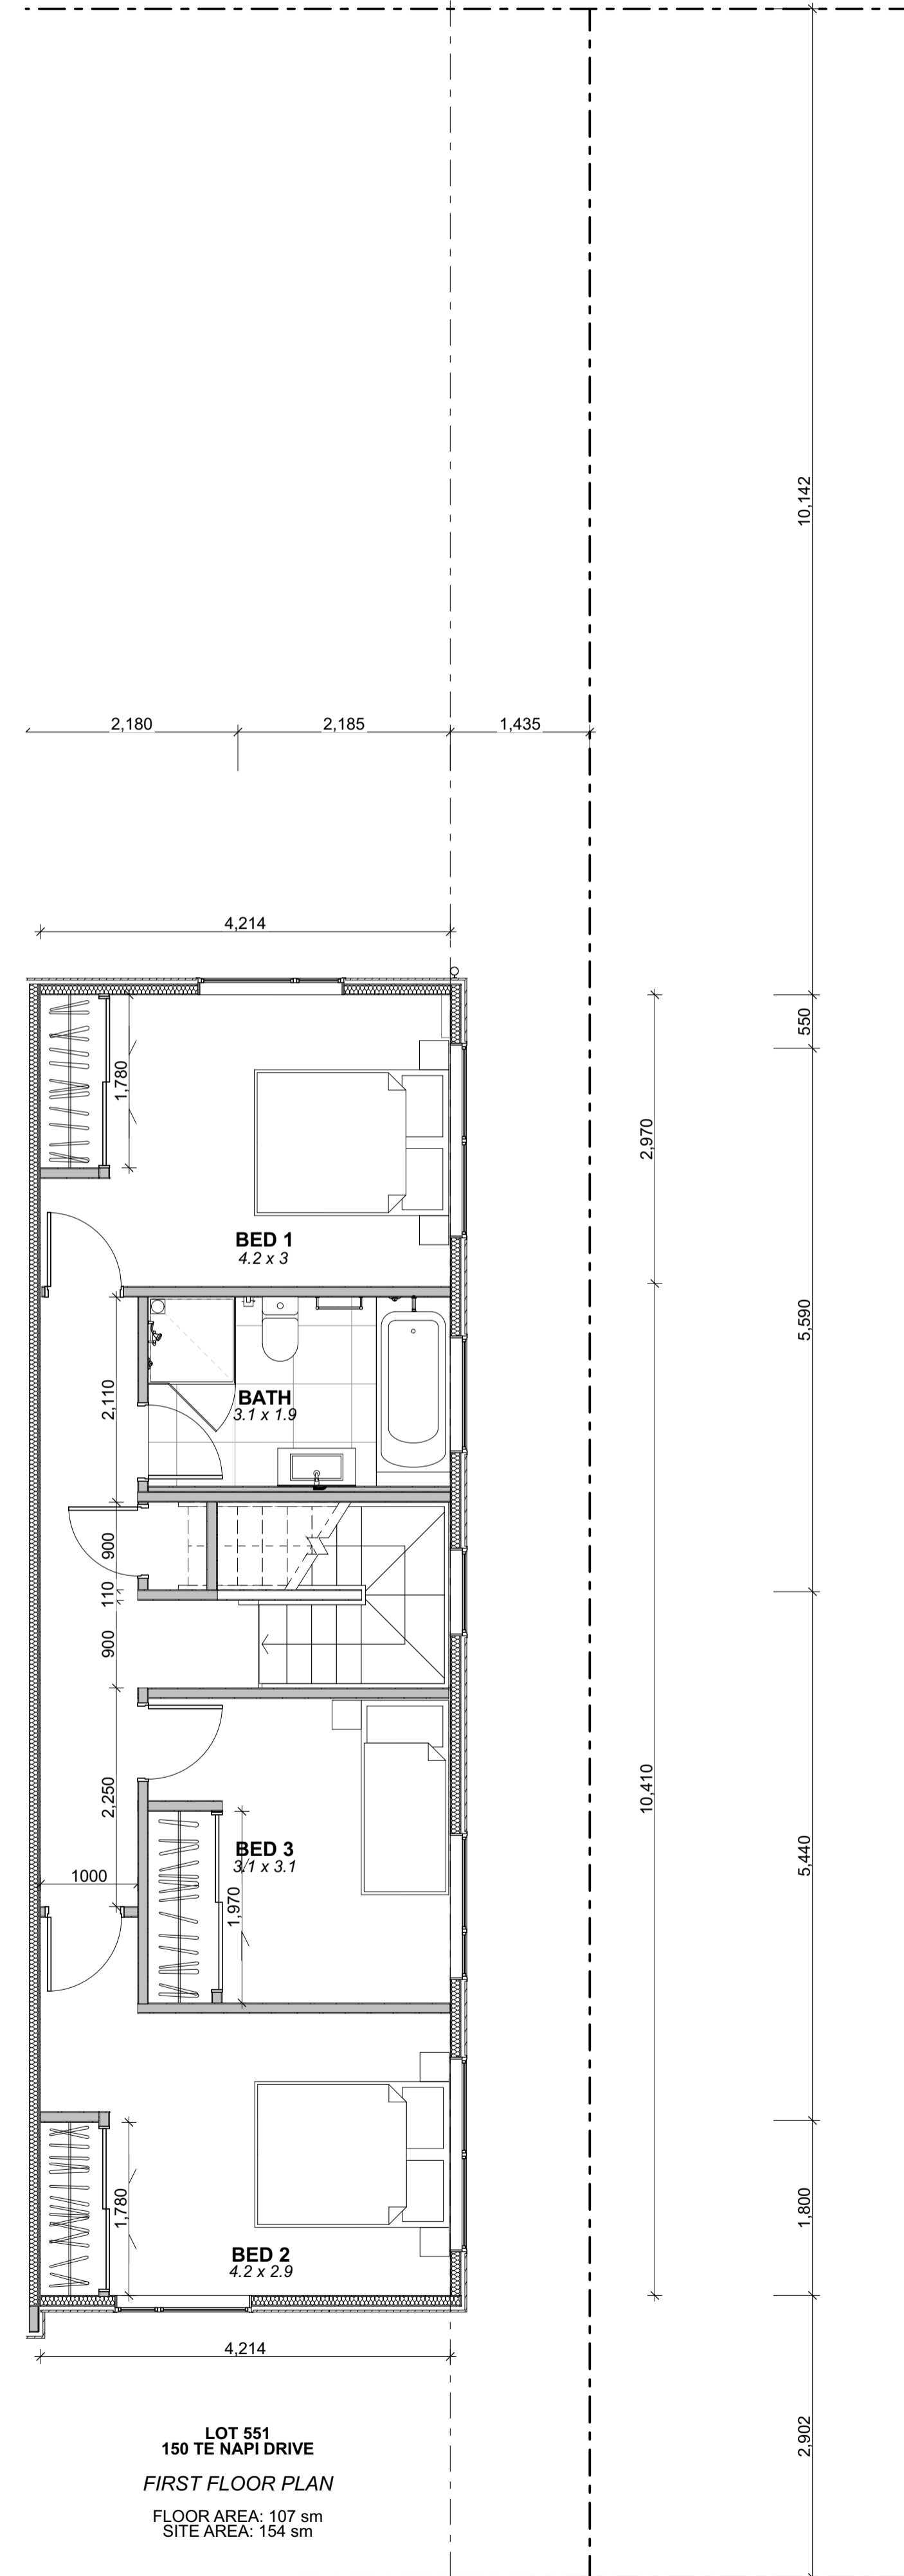 10,142
2,180
2,185
1,435
4,214
550
1,780
2,970
BED 1
4.2 x 3
5,590
2,110
BATH
3.1 x 1.9
900
110
900
2,250
10,410
BED 3
3.1 x 3.1
5,440
1000
1,970
1,780
1,800
BED 2
4.2 x 2.9
4,214
2,902
LOT 551
150 TE NAPI DRIVE
FIRST FLOOR PLAN
FLOOR AREA: 107 sm
SITE AREA: 154 sm